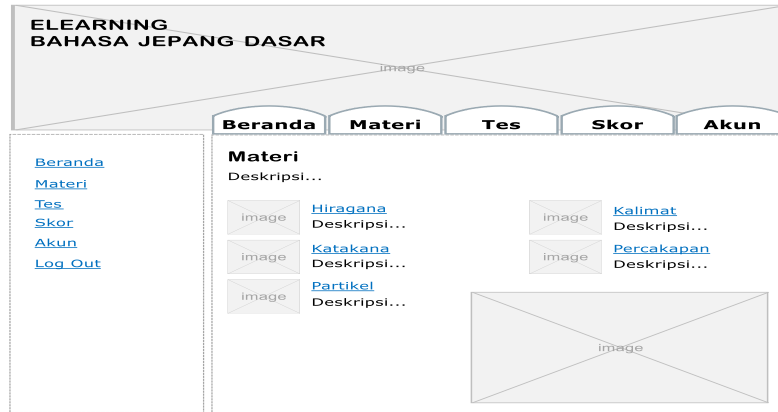 ELEARNING
BAHASA JEPANG DASAR
image
Beranda Materi Tes Skor Akun
Beranda
Materi
Tes
Skor
Akun
Log Out
Materi
Deskripsi...
image
Hiragana
Deskripsi...
image
Katakana
Deskripsi...
image
Partikel
Deskripsi...
image
Kalimat
Deskripsi...
image
Percakapan
Deskripsi...
image